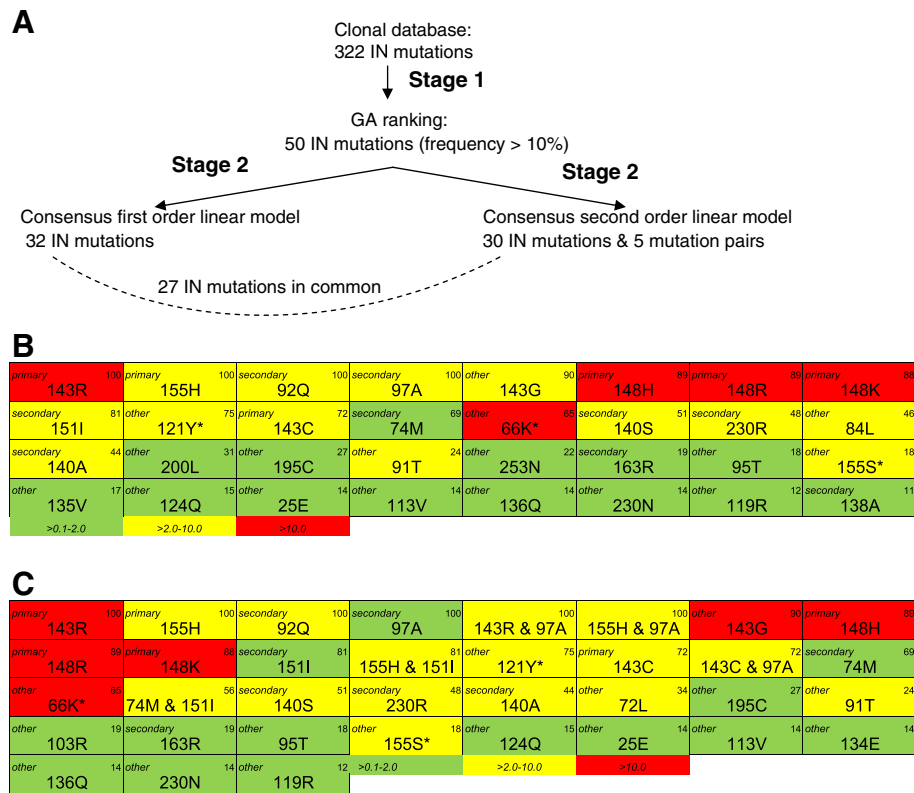 A
Clonal database:
322 IN mutations
Stage 1
GA ranking:
50 IN mutations (frequency > 10%)
Stage 2
Stage 2
Consensus first order linear model
32 IN mutations
Consensus second order linear model
30 IN mutations & 5 mutation pairs
27 IN mutations in common
B
primary 100 primary 100 secondary 100 secondary 100 other 90 primary 89 primary 89 primary 88
143R 155H 92Q 97A 143G 148H 148R 148K
secondary 81 other 75 primary 72 secondary 69 other 65 secondary 51 secondary 48 other 46
151I 121Y* 143C 74M 66K* 140S 230R 84L
secondary 44 other 31 other 27 other 24 other 22 secondary 19 other 18 other 18
140A 200L 195C 91T 253N 163R 95T 155S*
other 17 other 15 other 14 other 14 other 14 other 14 other 12 secondary 11
135V 124Q 25E 113V 136Q 230N 119R 138A
>0.1-2.0 >2.0-10.0 >10.0
C
primary 100 primary 100 secondary 100 secondary 100 100 100 other 90 primary 89
143R 155H 92Q 97A 143R & 97A 155H & 97A 143G 148H
primary 89 primary 88 secondary 81 81 other 75 primary 72 72 secondary 69
148R 148K 151I 155H & 151I 121Y* 143C 143C & 97A 74M
other 65 56 secondary 51 secondary 48 secondary 44 other 34 other 27 other 24
66K* 74M & 151I 140S 230R 140A 72L 195C 91T
other 19 secondary 19 other 18 other 18 other 15 other 14 other 14 other 14
103R 163R 95T 155S* 124Q 25E 113V 134E
other 14 other 14 other 12 >0.1-2.0 >2.0-10.0 >10.0
136Q 230N 119R